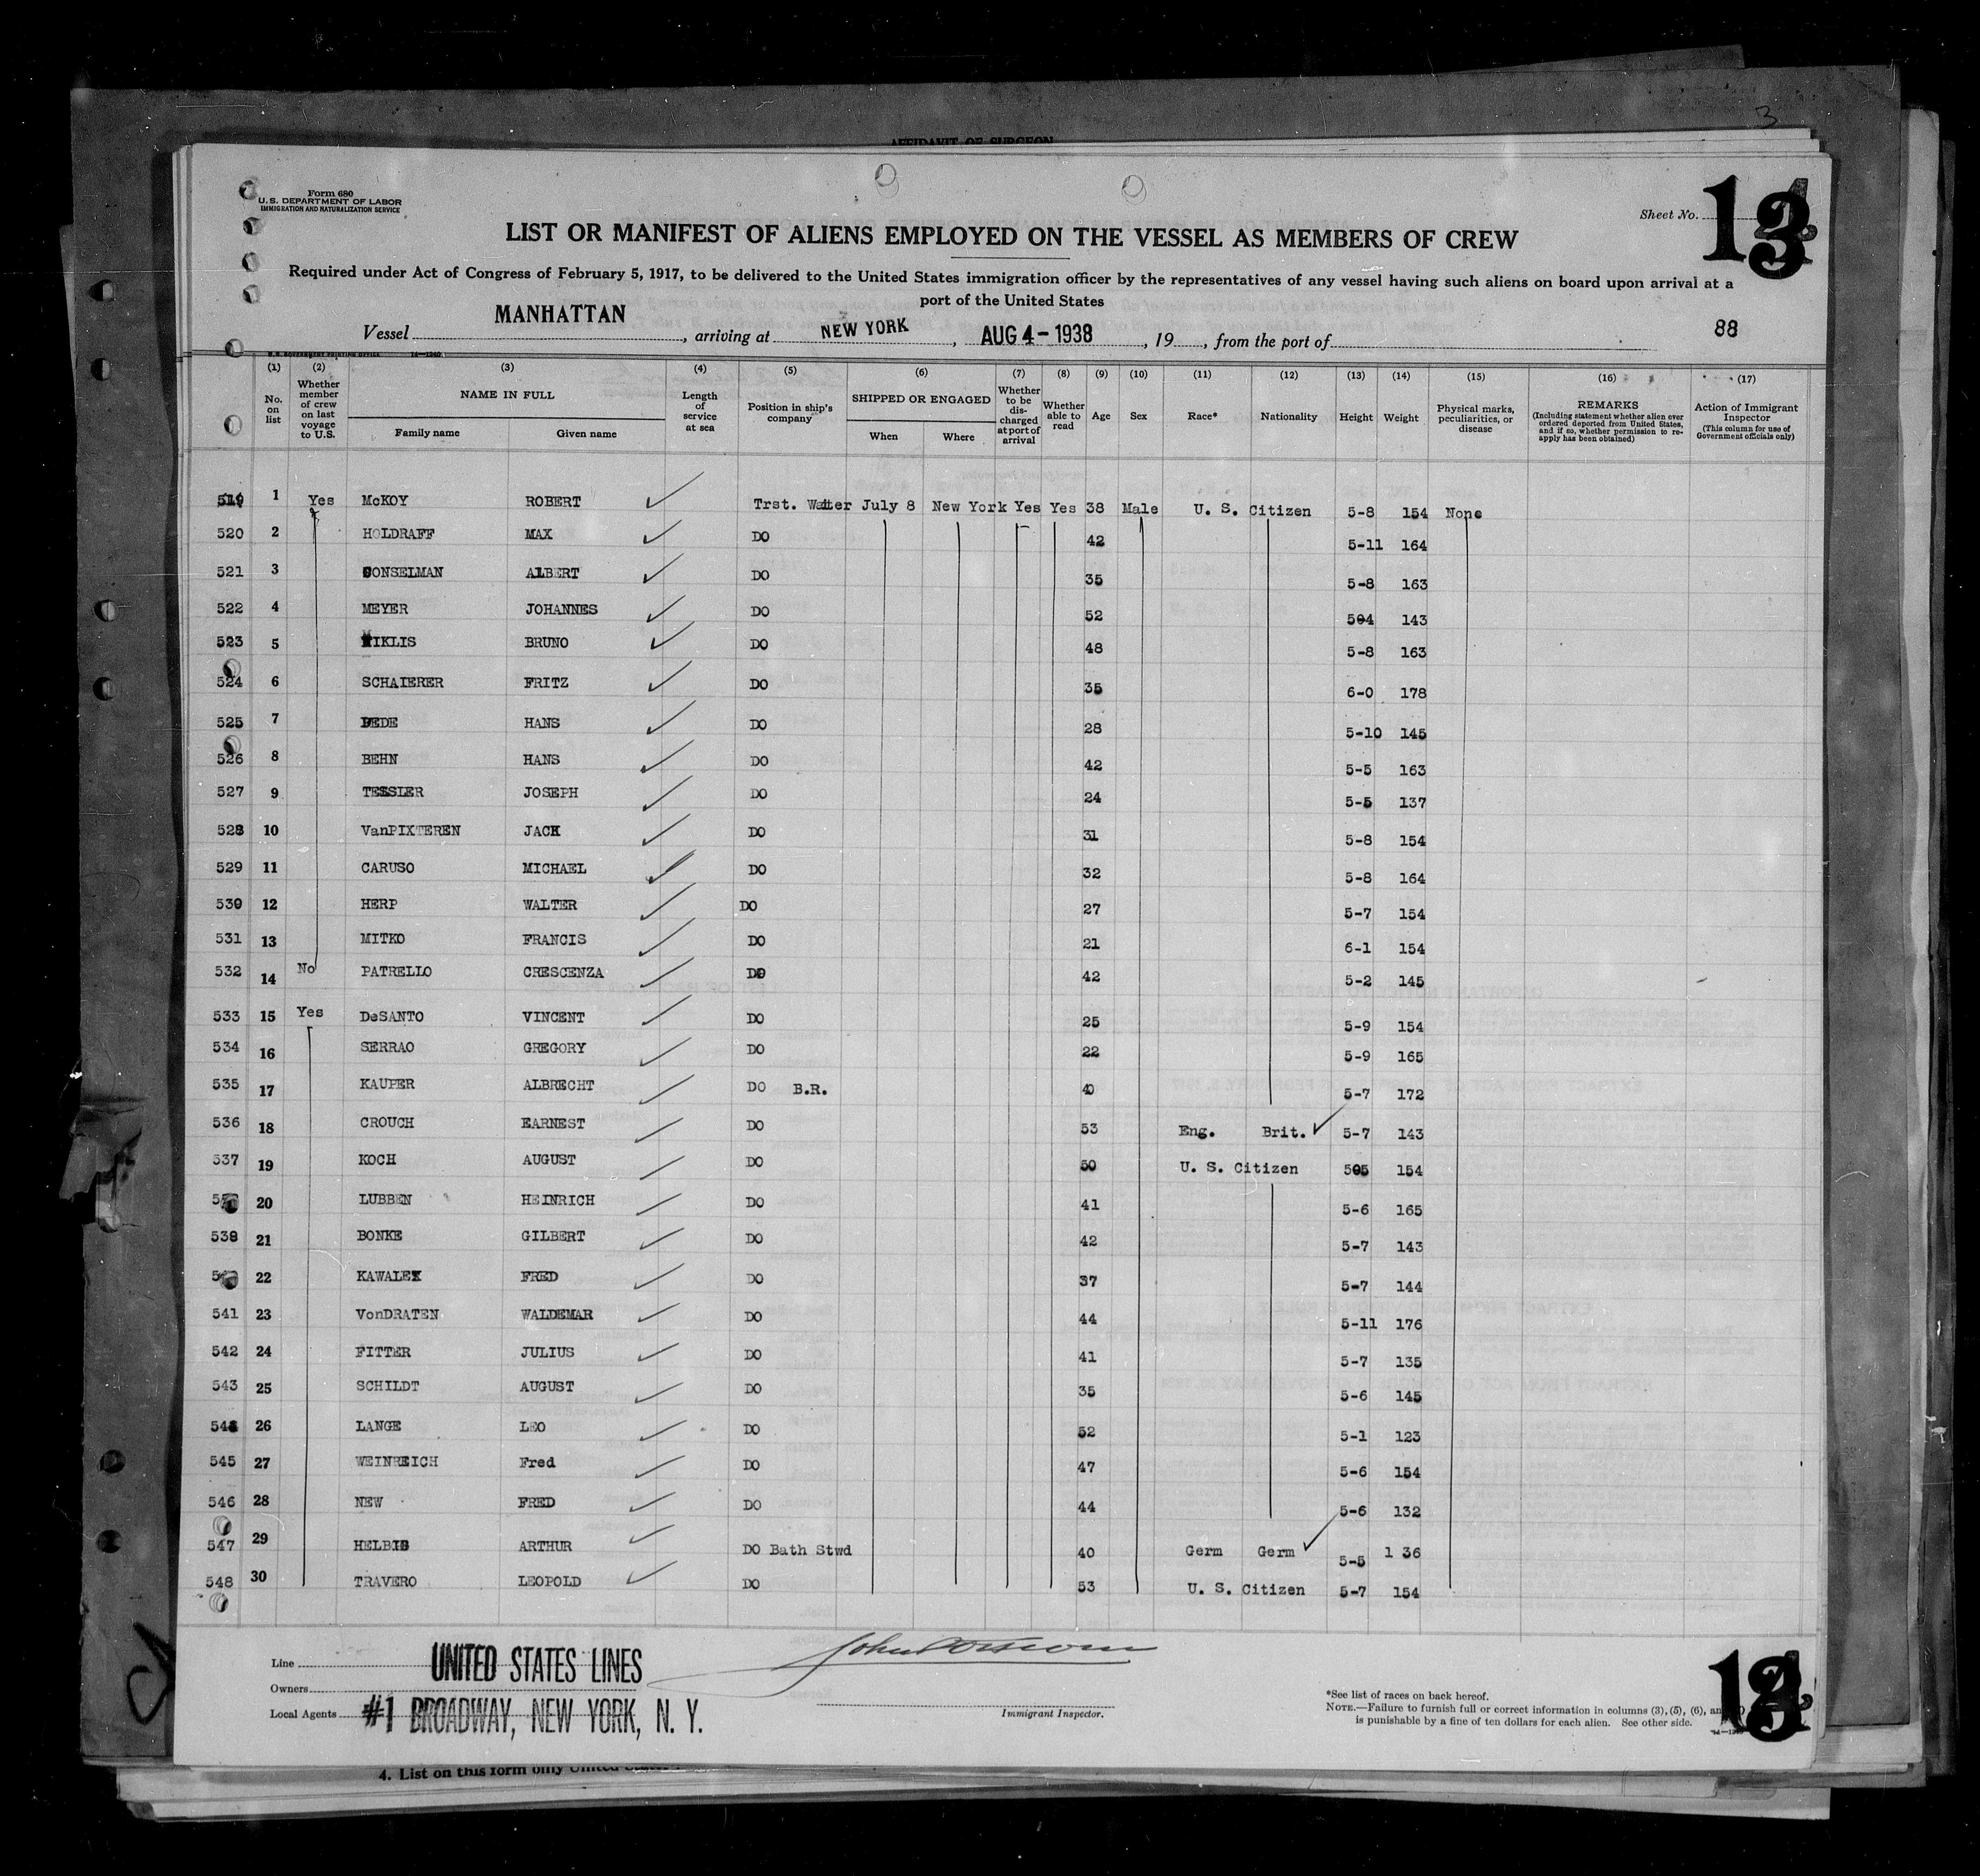 AFFIDAVIT OF SURGEON
3
Form 680
U.S. DEPARTMENT OF LABOR
IMMIGRATION AND NATURALIZATION SERVICE
Sheet No. 13
LIST OR MANIFEST OF ALIENS EMPLOYED ON THE VESSEL AS MEMBERS OF CREW
Required under Act of Congress of February 5, 1917, to be delivered to the United States immigration officer by the representatives of any vessel having such aliens on board upon arrival at a
port of the United States
Vessel MANHATTAN, arriving at NEW YORK, AUG 4-1938, 19, from the port of
88
(1) No. on list (2) Whether member of crew on last voyage to U.S. (3) NAME IN FULL Family name Given name (4) Length of service at sea (5) Position in ship's company (6) SHIPPED OR ENGAGED When Where (7) Whether to be dis-charged at port of arrival (8) Whether able to read (9) Age (10) Sex (11) Race* (12) Nationality (13) Height (14) Weight (15) Physical marks, peculiarities, or disease (16) REMARKS (Including statement whether alien ever ordered deported from United States, and if so, whether permission to re-apply has been obtained) (17) Action of Immigrant Inspector (This column for use of Government officials only)
519 1 Yes McKOY ROBERT Trst. Waiter July 8 New York Yes Yes 38 Male U. S. Citizen 5-8 154 None
520 2 HOLDRAFF MAX DO 42 5-11 164
521 3 CONSELMAN ALBERT DO 35 5-8 163
522 4 MEYER JOHANNES DO 52 504 143
523 5 MIKLIS BRUNO DO 48 5-8 163
524 6 SCHAIERER FRITZ DO 35 6-0 178
525 7 HANS DO 28 5-10 145
526 8 BEHN HANS DO 42 5-5 163
527 9 TESSLER JOSEPH DO 24 5-5 137
528 10 VanPIXTEREN JACK DO 31 5-8 154
529 11 CARUSO MICHAEL DO 32 5-8 164
530 12 HERP WALTER DO 27 5-7 154
531 13 MITKO FRANCIS DO 21 6-1 154
532 14 No PATRELLO CRESCENZA DO 42 5-2 145
533 15 Yes DeSANTO VINCENT DO 25 5-9 154
534 16 SERRAO GREGORY DO 22 5-9 165
535 17 KAUPER ALBRECHT DO B.R. 40 5-7 172
536 18 CROUCH EARNEST DO 53 Eng. Brit. 5-7 143
537 19 KOCH AUGUST DO 50 U. S. Citizen 505 154
20 LUBBEN HEINRICH DO 41 5-6 165
538 21 BONKE GILBERT DO 42 5-7 143
22 KAWALEK FRED DO 37 5-7 144
541 23 VonDRATEN WALDEMAR DO 44 5-11 176
542 24 FITTER JULIUS DO 41 5-7 135
543 25 SCHILDT AUGUST DO 35 5-6 145
544 26 LANGE LEO DO 52 5-1 123
545 27 WEINREICH Fred DO 47 5-6 154
546 28 NEW FRED DO 44 5-6 132
547 29 HELBIG ARTHUR DO Bath Stwd 40 Germ Germ 5-5 1 36
548 30 TRAVERO LEOPOLD DO 53 U. S. Citizen 5-7 154
Line UNITED STATES LINES
Owners
Local Agents #1 BROADWAY, NEW YORK, N. Y.
Immigrant Inspector.
*See list of races on back hereof.
NOTE.—Failure to furnish full or correct information in columns (3), (5), (6),
is punishable by a fine of ten dollars for each alien. See other side.
13
4. List on this form only United